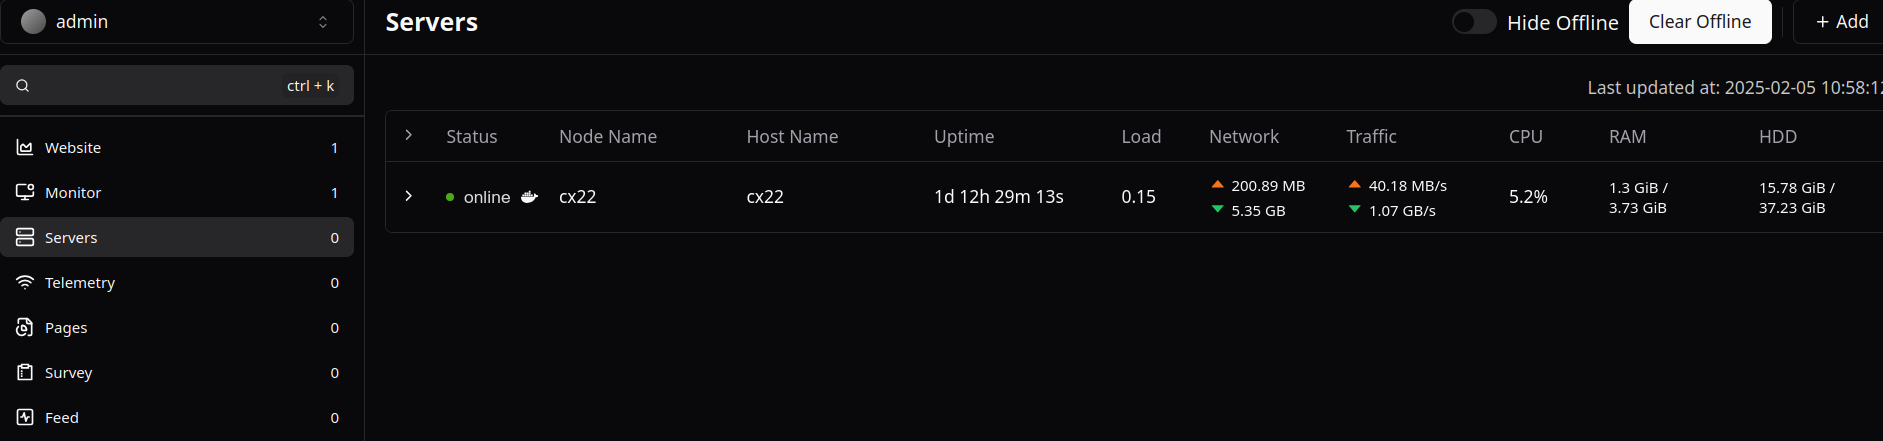 admin
ctrl + k
Website 1
Monitor 1
Servers 0
Telemetry 0
Pages 0
Survey 0
Feed 0
Servers
Hide Offline Clear Offline + Add
Last updated at: 2025-02-05 10:58:12
Status Node Name Host Name Uptime Load Network Traffic CPU RAM HDD
online cx22 cx22 1d 12h 29m 13s 0.15 200.89 MB 40.18 MB/s 5.2% 1.3 GiB / 15.78 GiB /
5.35 GB 1.07 GB/s 3.73 GiB 37.23 GiB